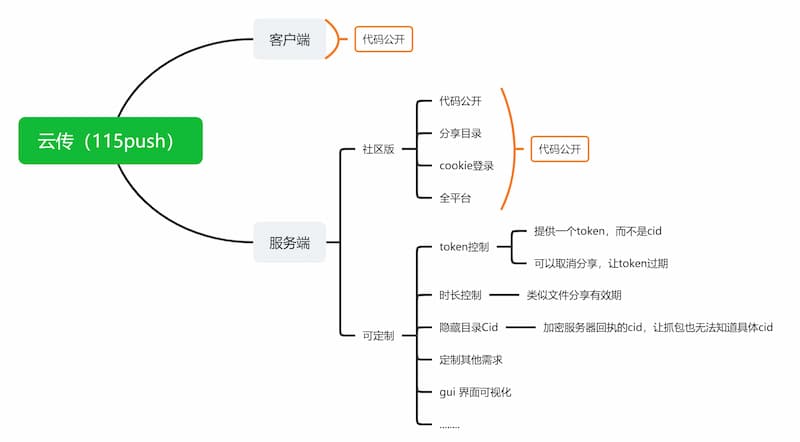 云传（115push）
客户端
代码公开
服务端
社区版
代码公开
分享目录
cookie登录
全平台
代码公开
可定制
token控制
提供一个token，而不是cid
可以取消分享，让token过期
时长控制
类似文件分享有效期
隐藏目录Cid
加密服务器回执的cid，让抓包也无法知道具体cid
定制其他需求
gui 界面可视化
........